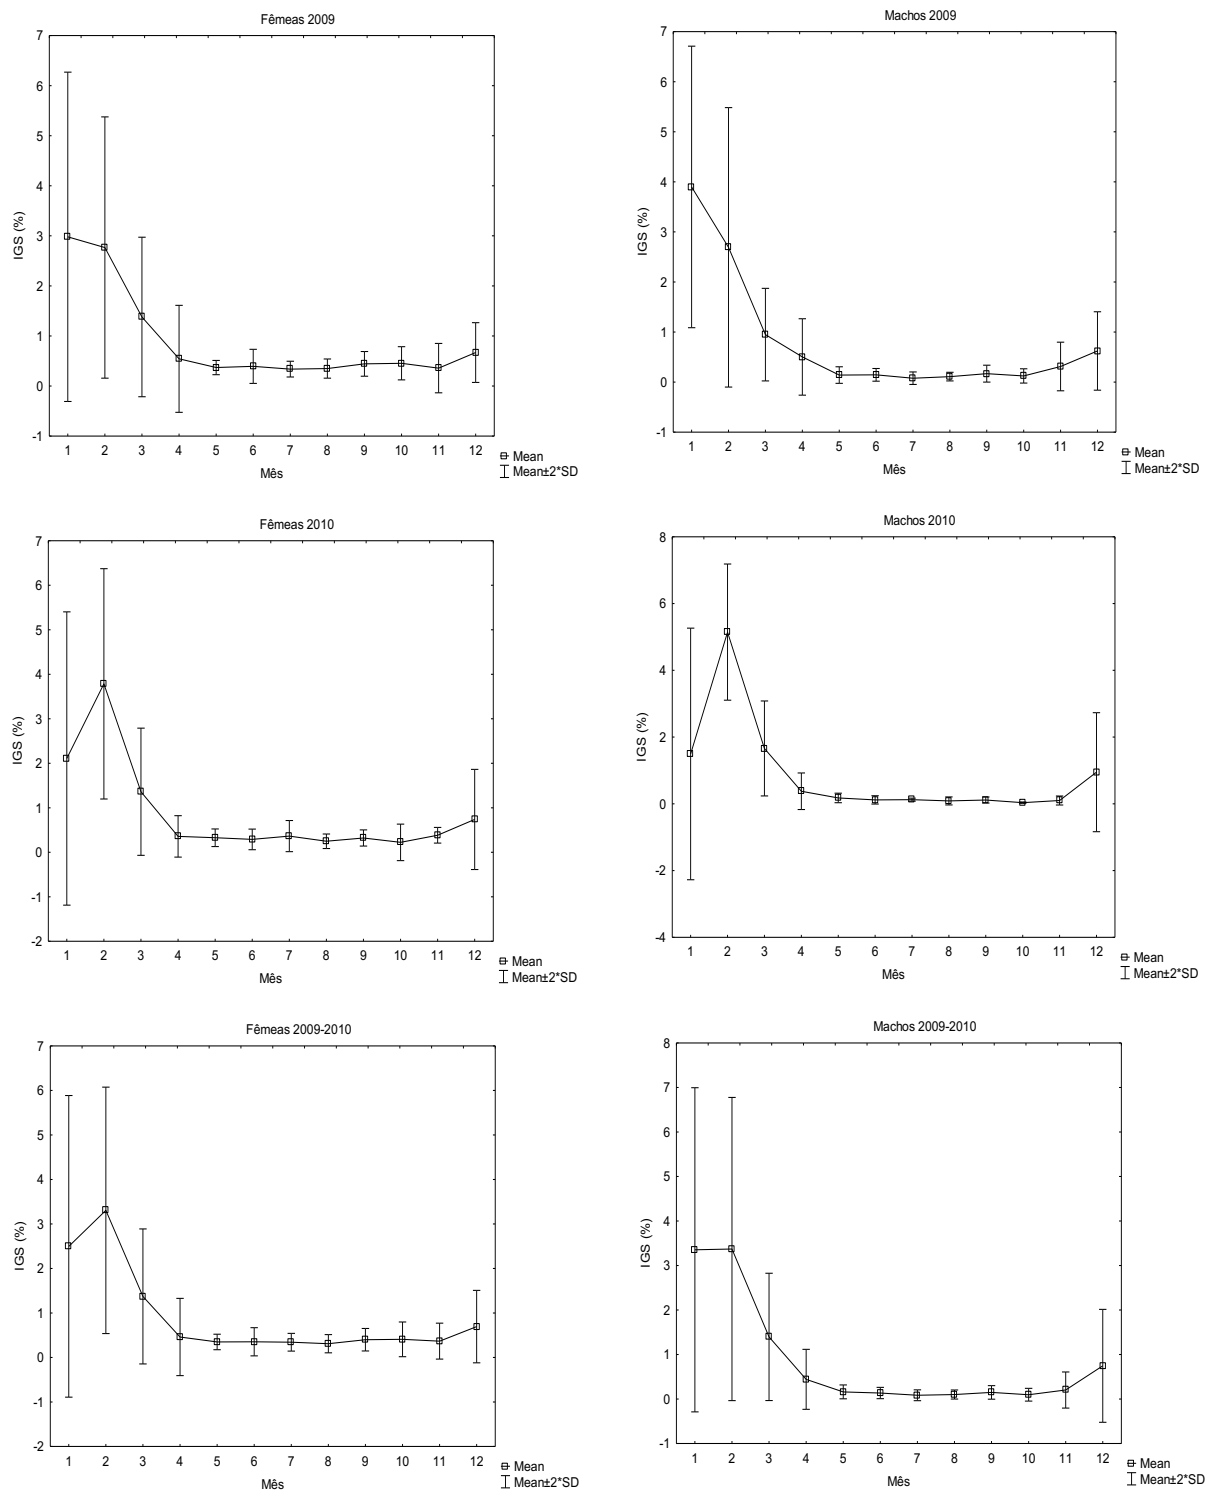 Fêmeas 2009
7
6
5
4
3
2
1
0
-1
IGS (%)
1 2 3 4 5 6 7 8 9 10 11 12
Mês
Mean
Mean±2*SD
Machos 2009
7
6
5
4
3
2
1
0
-1
IGS (%)
1 2 3 4 5 6 7 8 9 10 11 12
Mês
Mean
Mean±2*SD
Fêmeas 2010
7
6
5
4
3
2
1
0
-1
-2
IGS (%)
1 2 3 4 5 6 7 8 9 10 11 12
Mês
Mean
Mean±2*SD
Machos 2010
8
6
4
2
0
-2
-4
IGS (%)
1 2 3 4 5 6 7 8 9 10 11 12
Mês
Mean
Mean±2*SD
Fêmeas 2009-2010
7
6
5
4
3
2
1
0
-1
-2
IGS (%)
1 2 3 4 5 6 7 8 9 10 11 12
Mês
Mean
Mean±2*SD
Machos 2009-2010
8
7
6
5
4
3
2
1
0
-1
IGS (%)
1 2 3 4 5 6 7 8 9 10 11 12
Mês
Mean
Mean±2*SD